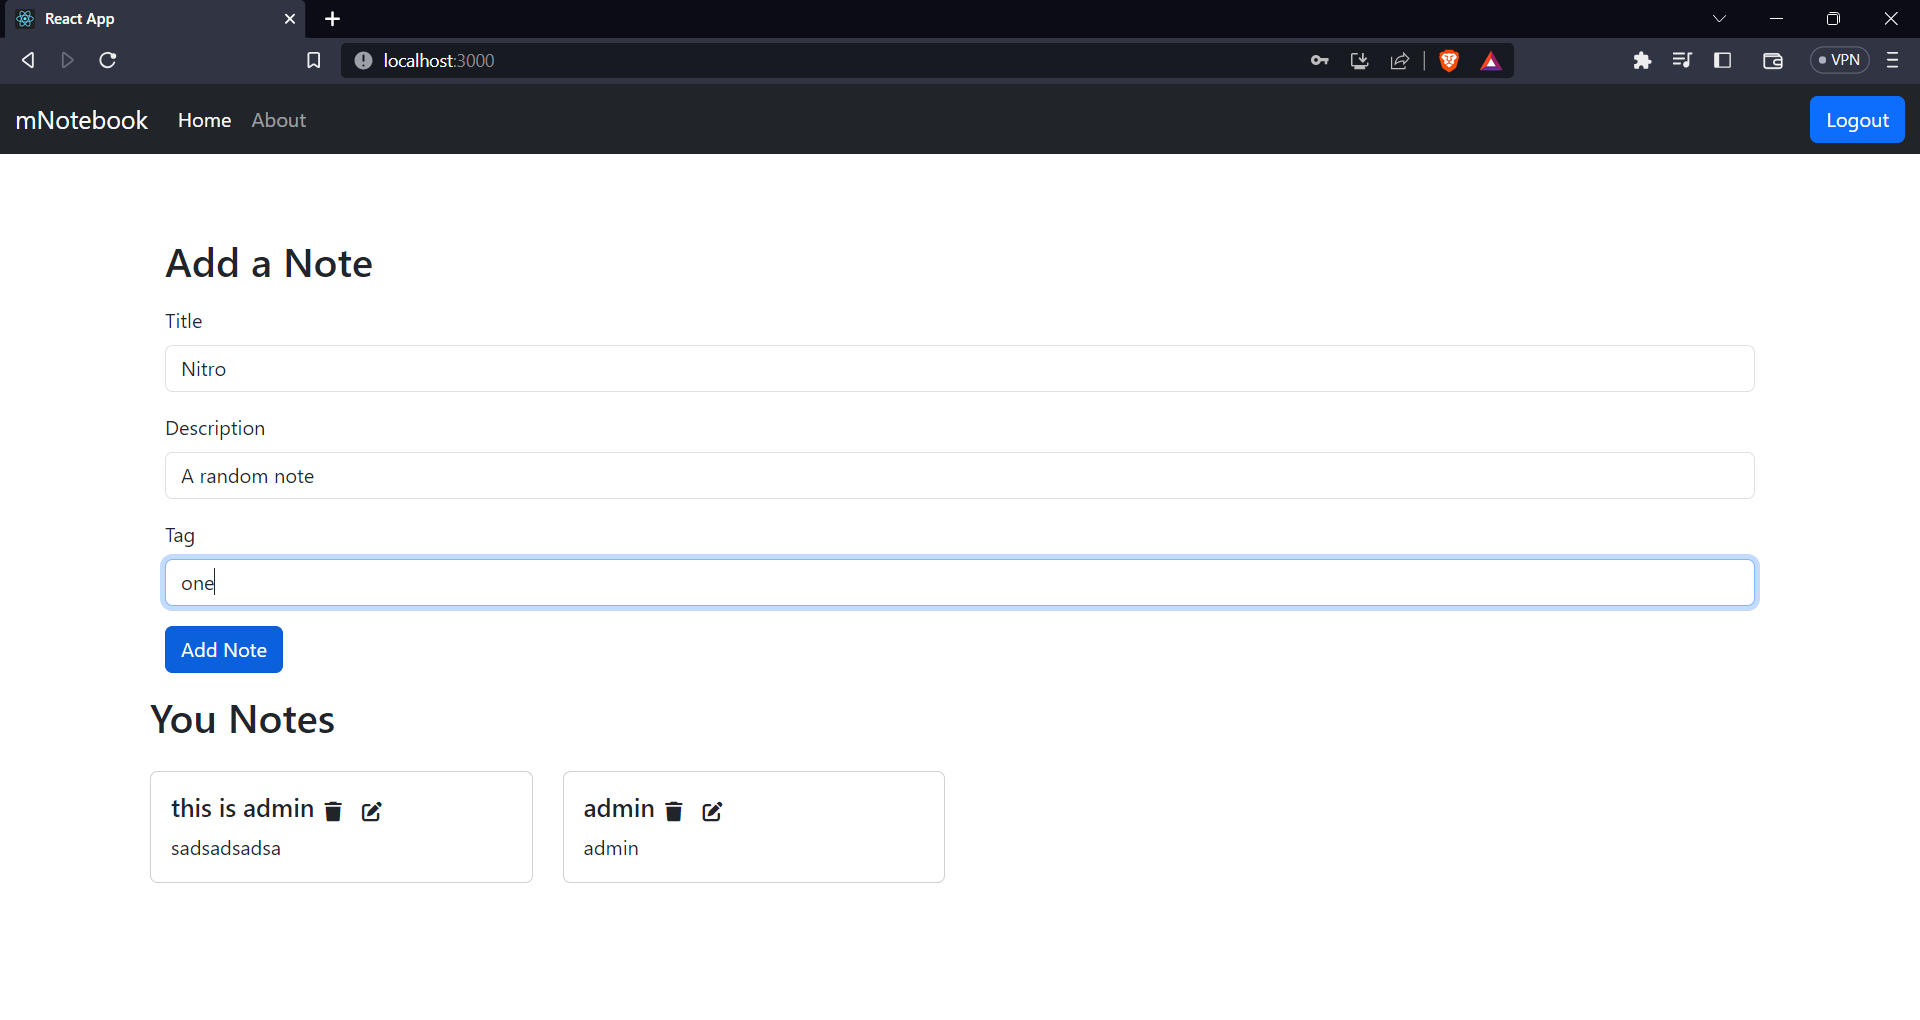 React App
localhost:3000
VPN
mNotebook Home About Logout
Add a Note
Title
Nitro
Description
A random note
Tag
one
Add Note
You Notes
this is admin
sadsadsadsa
admin
admin